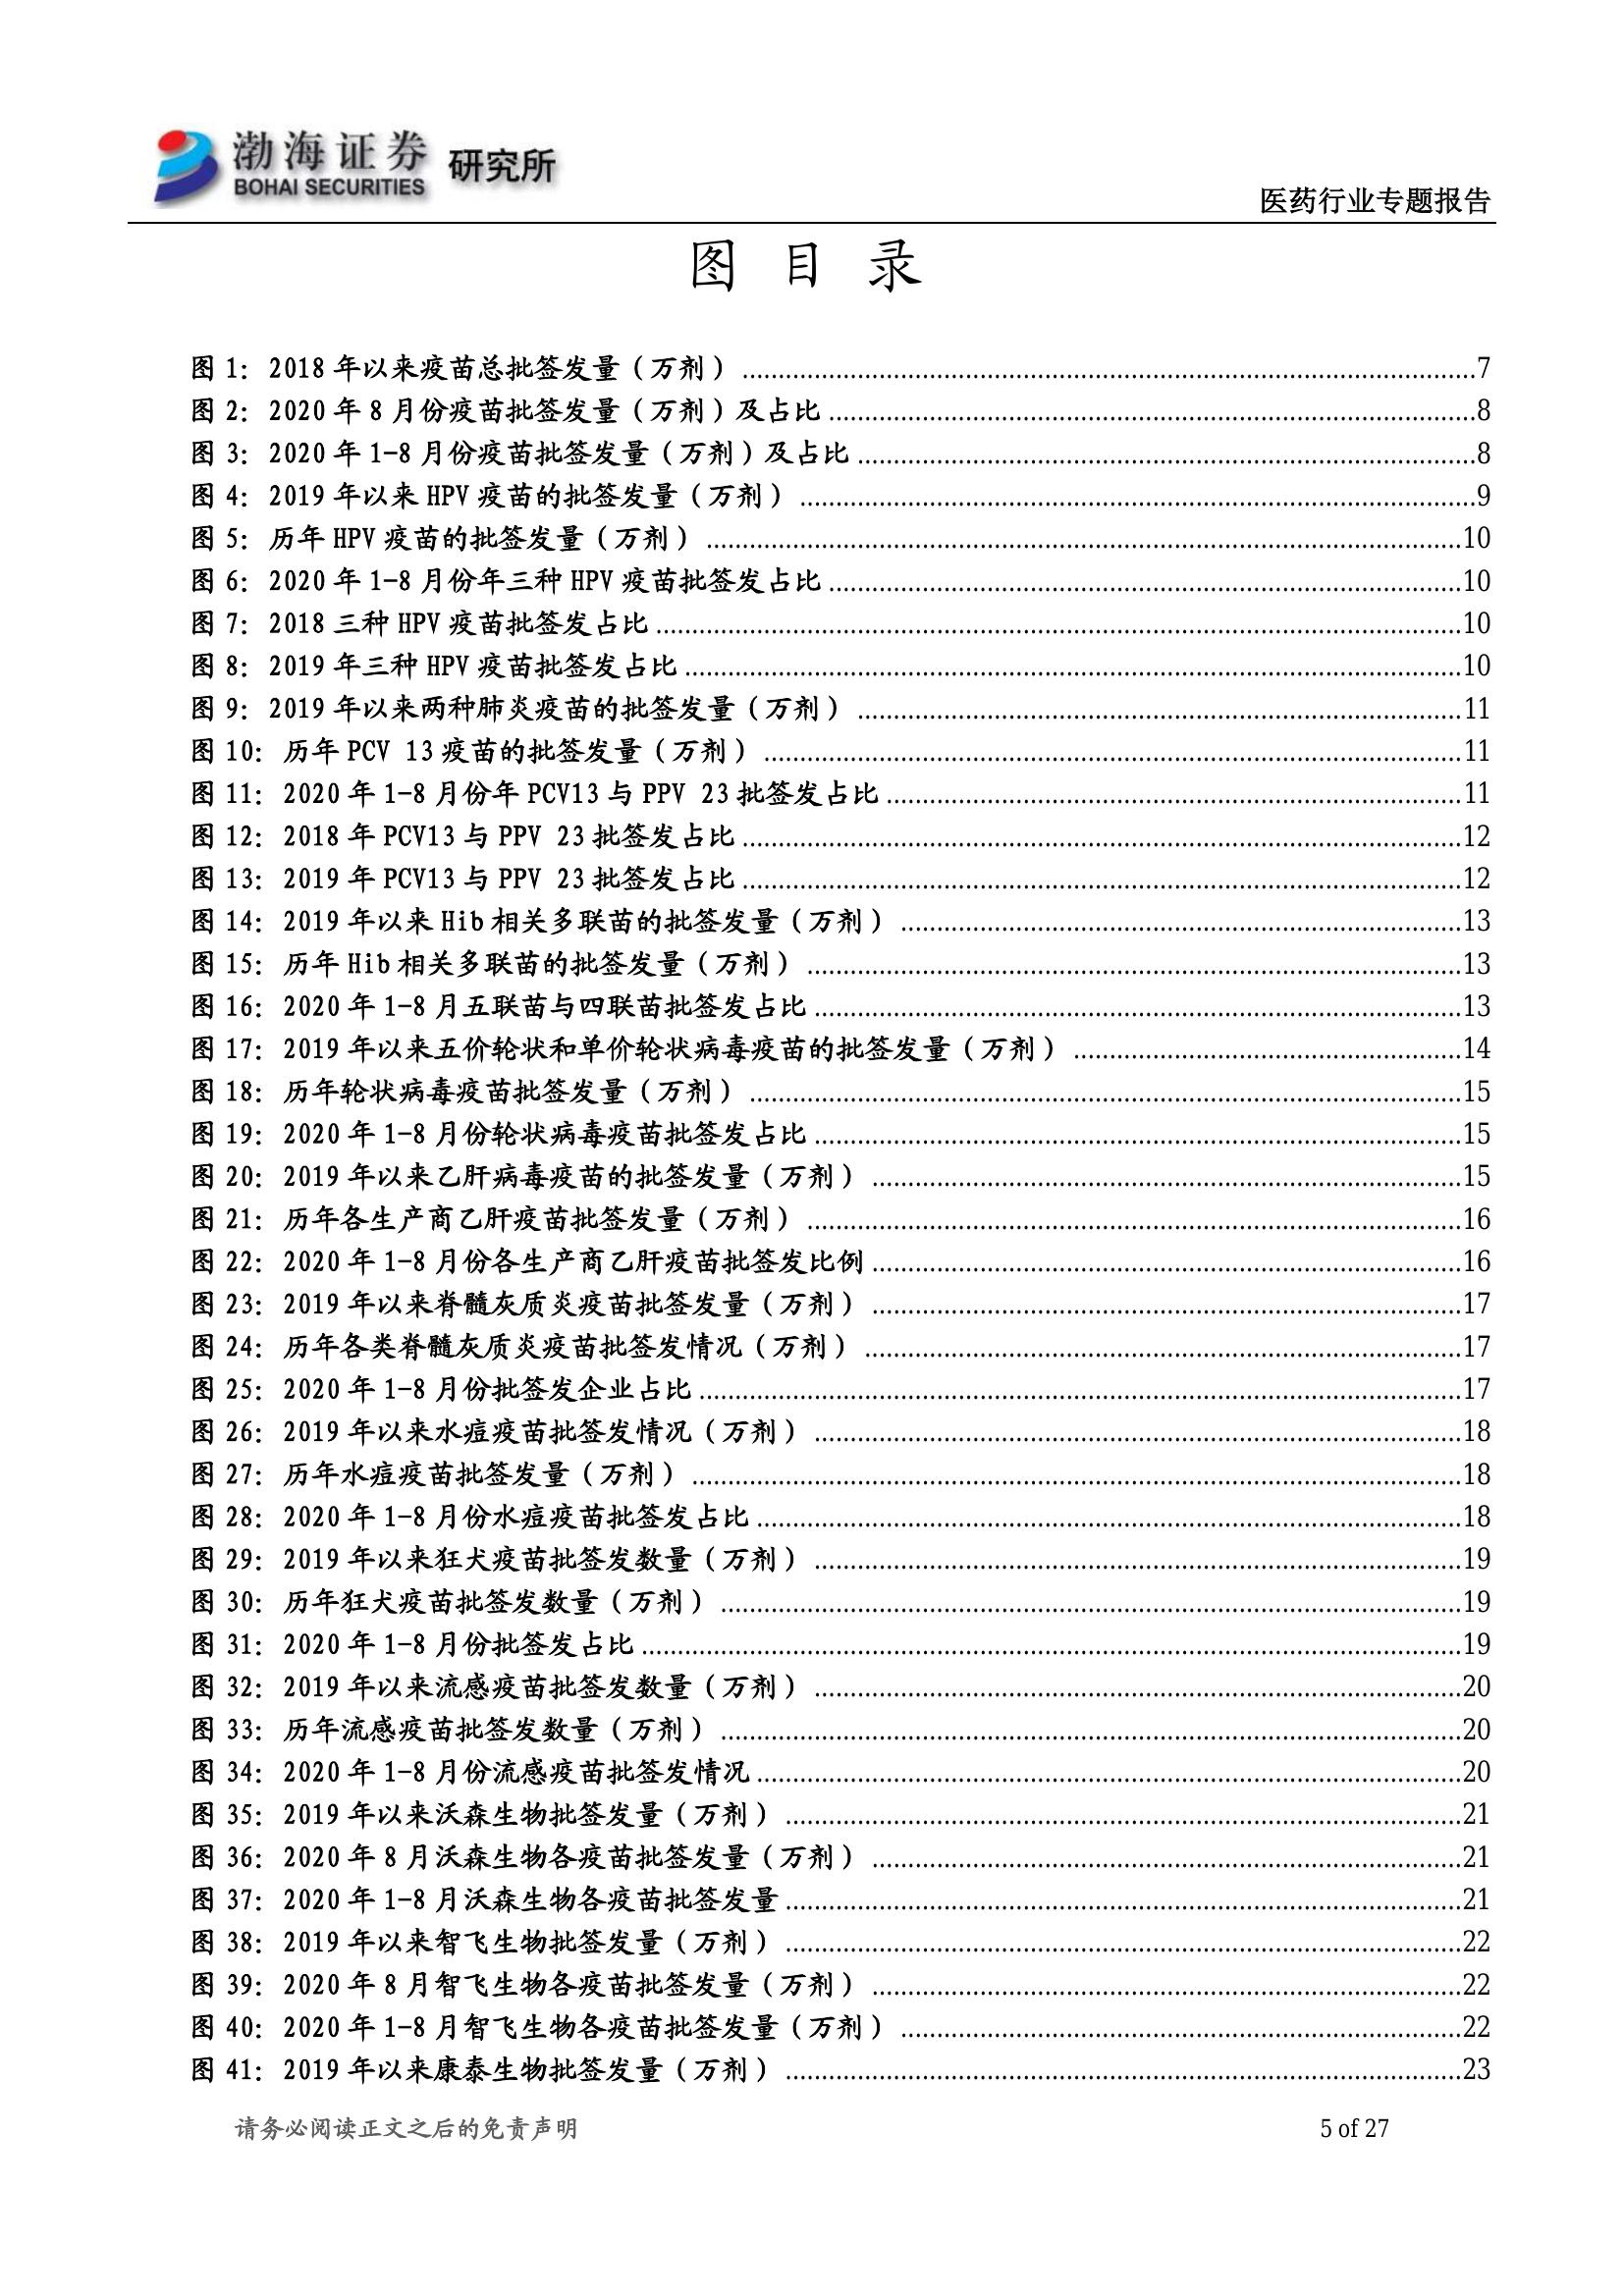 渤海证券 研究所
BOHAI SECURITIES
医药行业专题报告
图 目 录
图 1：2018 年以来疫苗总批签发量（万剂）7
图 2：2020 年 8 月份疫苗批签发量（万剂）及占比8
图 3：2020 年 1-8 月份疫苗批签发量（万剂）及占比8
图 4：2019 年以来 HPV 疫苗的批签发量（万剂）9
图 5：历年 HPV 疫苗的批签发量（万剂）10
图 6：2020 年 1-8 月份年三种 HPV 疫苗批签发占比10
图 7：2018 三种 HPV 疫苗批签发占比10
图 8：2019 年三种 HPV 疫苗批签发占比10
图 9：2019 年以来两种肺炎疫苗的批签发量（万剂）11
图 10：历年 PCV 13 疫苗的批签发量（万剂）11
图 11：2020 年 1-8 月份年 PCV13 与 PPV 23 批签发占比11
图 12：2018 年 PCV13 与 PPV 23 批签发占比12
图 13：2019 年 PCV13 与 PPV 23 批签发占比12
图 14：2019 年以来 Hib 相关多联苗的批签发量（万剂）13
图 15：历年 Hib 相关多联苗的批签发量（万剂）13
图 16：2020 年 1-8 月五联苗与四联苗批签发占比13
图 17：2019 年以来五价轮状和单价轮状病毒疫苗的批签发量（万剂）14
图 18：历年轮状病毒疫苗批签发量（万剂）15
图 19：2020 年 1-8 月份轮状病毒疫苗批签发占比15
图 20：2019 年以来乙肝病毒疫苗的批签发量（万剂）15
图 21：历年各生产商乙肝疫苗批签发量（万剂）16
图 22：2020 年 1-8 月份各生产商乙肝疫苗批签发比例16
图 23：2019 年以来脊髓灰质炎疫苗批签发量（万剂）17
图 24：历年各类脊髓灰质炎疫苗批签发情况（万剂）17
图 25：2020 年 1-8 月份批签发企业占比17
图 26：2019 年以来水痘疫苗批签发情况（万剂）18
图 27：历年水痘疫苗批签发量（万剂）18
图 28：2020 年 1-8 月份水痘疫苗批签发占比18
图 29：2019 年以来狂犬疫苗批签发数量（万剂）19
图 30：历年狂犬疫苗批签发数量（万剂）19
图 31：2020 年 1-8 月份批签发占比19
图 32：2019 年以来流感疫苗批签发数量（万剂）20
图 33：历年流感疫苗批签发数量（万剂）20
图 34：2020 年 1-8 月份流感疫苗批签发情况20
图 35：2019 年以来沃森生物批签发量（万剂）21
图 36：2020 年 8 月沃森生物各疫苗批签发量（万剂）21
图 37：2020 年 1-8 月沃森生物各疫苗批签发量21
图 38：2019 年以来智飞生物批签发量（万剂）22
图 39：2020 年 8 月智飞生物各疫苗批签发量（万剂）22
图 40：2020 年 1-8 月智飞生物各疫苗批签发量（万剂）22
图 41：2019 年以来康泰生物批签发量（万剂）23
请务必阅读正文之后的免责声明 5 of 27